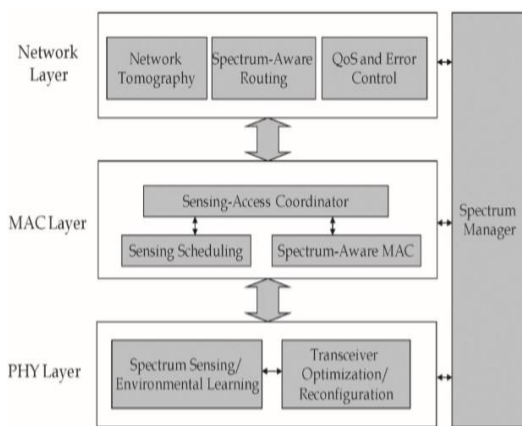 Network
Layer
Network
Tomography
Spectrum-Aware
Routing
QoS and Error
Control
MAC Layer
Sensing-Access Coordinator
Sensing Scheduling
Spectrum-Aware MAC
Spectrum
Manager
PHY Layer
Spectrum Sensing/
Environmental Learning
Transceiver
Optimization/
Reconfiguration